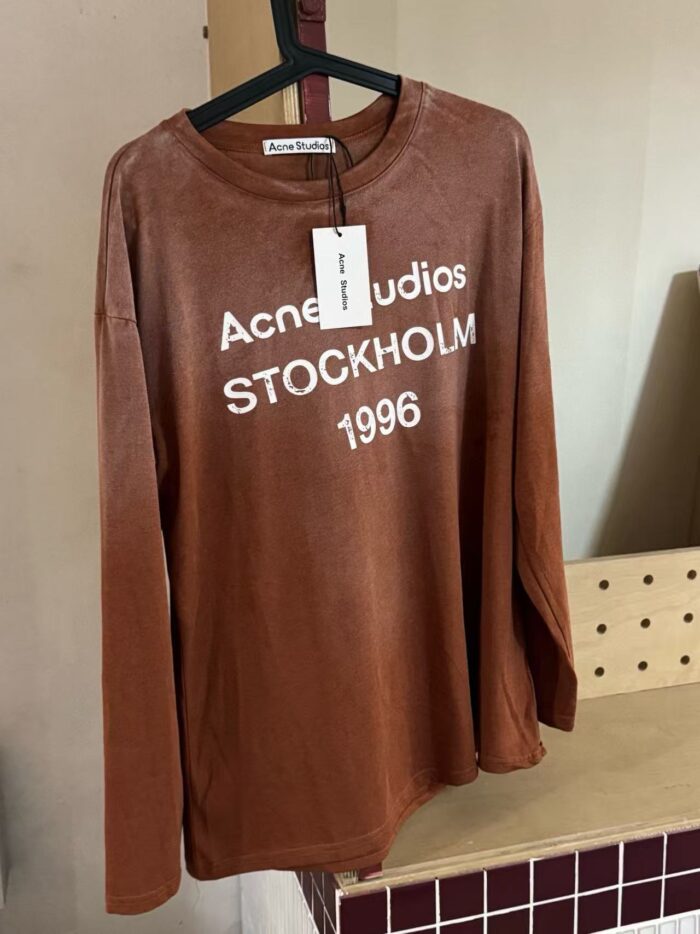 Acne Studios
Acne Studios
Acne udios
STOCKHOLM
1996